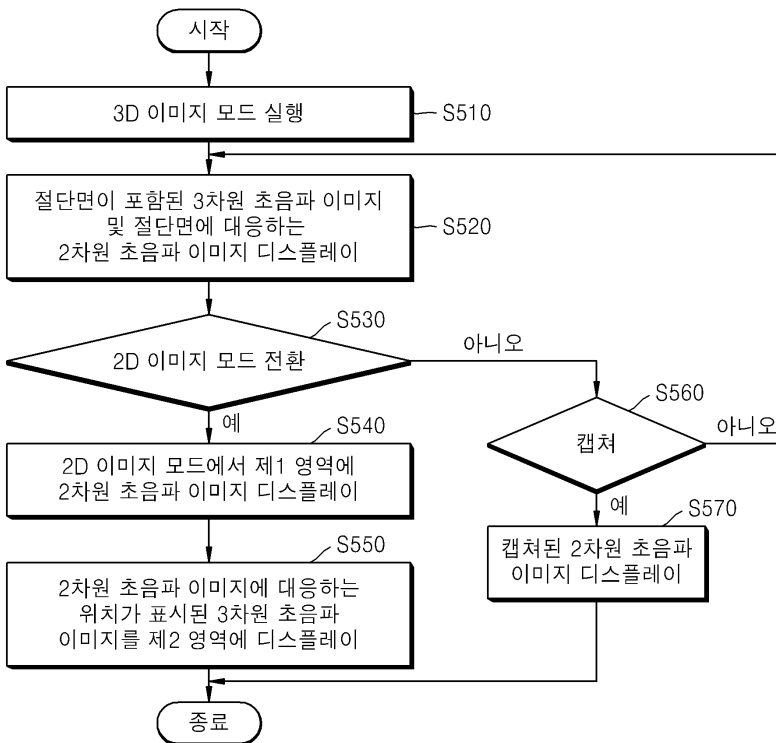 시작
3D 이미지 모드 실행
S510
절단면이 포함된 3차원 초음파 이미지
및 절단면에 대응하는
2차원 초음파 이미지 디스플레이
S520
S530
2D 이미지 모드 전환
아니오
예
S560
캡쳐
아니오
예
S540
2D 이미지 모드에서 제1 영역에
2차원 초음파 이미지 디스플레이
S570
캡쳐된 2차원 초음파
이미지 디스플레이
S550
2차원 초음파 이미지에 대응하는
위치가 표시된 3차원 초음파
이미지를 제2 영역에 디스플레이
종료